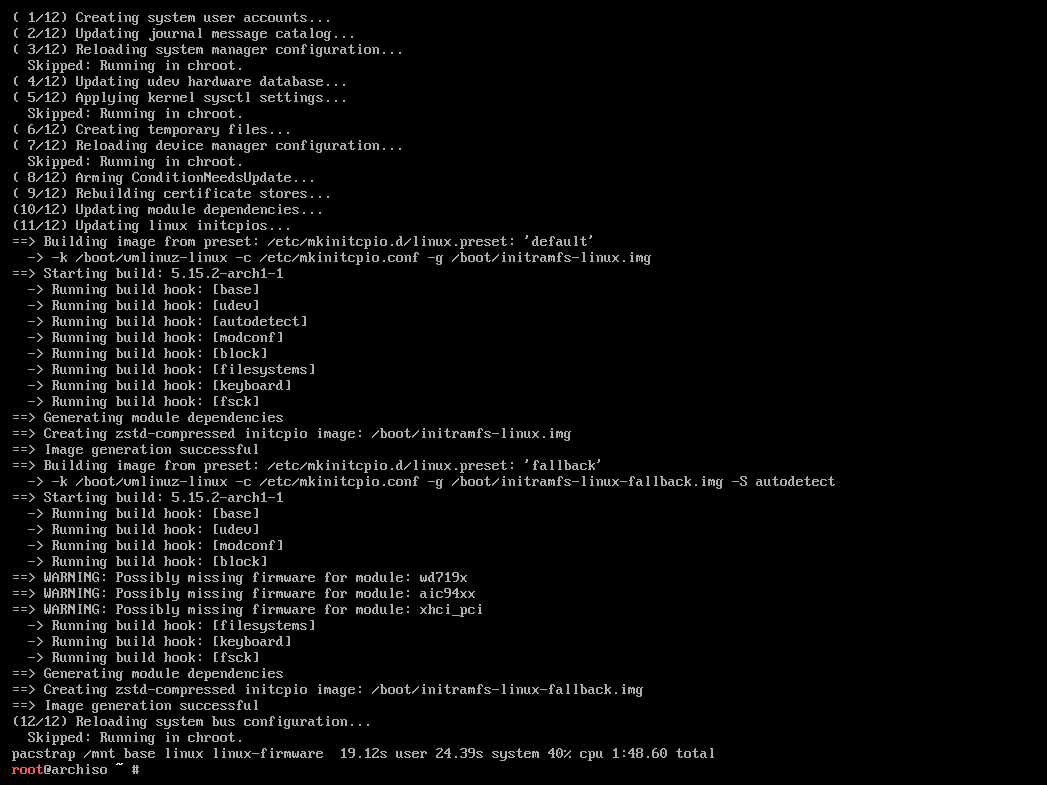 ( 1/12) Creating system user accounts...
( 2/12) Updating journal message catalog...
( 3/12) Reloading system manager configuration...
  Skipped: Running in chroot.
( 4/12) Updating udev hardware database...
( 5/12) Applying kernel sysctl settings...
  Skipped: Running in chroot.
( 6/12) Creating temporary files...
( 7/12) Reloading device manager configuration...
  Skipped: Running in chroot.
( 8/12) Arming ConditionNeedsUpdate...
( 9/12) Rebuilding certificate stores...
(10/12) Updating module dependencies...
(11/12) Updating linux initcpios...
==> Building image from preset: /etc/mkinitcpio.d/linux.preset: 'default'
  -> -k /boot/vmlinuz-linux -c /etc/mkinitcpio.conf -g /boot/initramfs-linux.img
==> Starting build: 5.15.2-arch1-1
  -> Running build hook: [base]
  -> Running build hook: [udev]
  -> Running build hook: [autodetect]
  -> Running build hook: [modconf]
  -> Running build hook: [block]
  -> Running build hook: [filesystems]
  -> Running build hook: [keyboard]
  -> Running build hook: [fsck]
==> Generating module dependencies
==> Creating zstd-compressed initcpio image: /boot/initramfs-linux.img
==> Image generation successful
==> Building image from preset: /etc/mkinitcpio.d/linux.preset: 'fallback'
  -> -k /boot/vmlinuz-linux -c /etc/mkinitcpio.conf -g /boot/initramfs-linux-fallback.img -S autodetect
==> Starting build: 5.15.2-arch1-1
  -> Running build hook: [base]
  -> Running build hook: [udev]
  -> Running build hook: [modconf]
  -> Running build hook: [block]
==> WARNING: Possibly missing firmware for module: wd719x
==> WARNING: Possibly missing firmware for module: aic94xx
==> WARNING: Possibly missing firmware for module: xhci_pci
  -> Running build hook: [filesystems]
  -> Running build hook: [keyboard]
  -> Running build hook: [fsck]
==> Generating module dependencies
==> Creating zstd-compressed initcpio image: /boot/initramfs-linux-fallback.img
==> Image generation successful
(12/12) Reloading system bus configuration...
  Skipped: Running in chroot.
pacstrap /mnt base linux linux-firmware  19.12s user 24.39s system 40% cpu 1:48.60 total
root@archiso ~ #